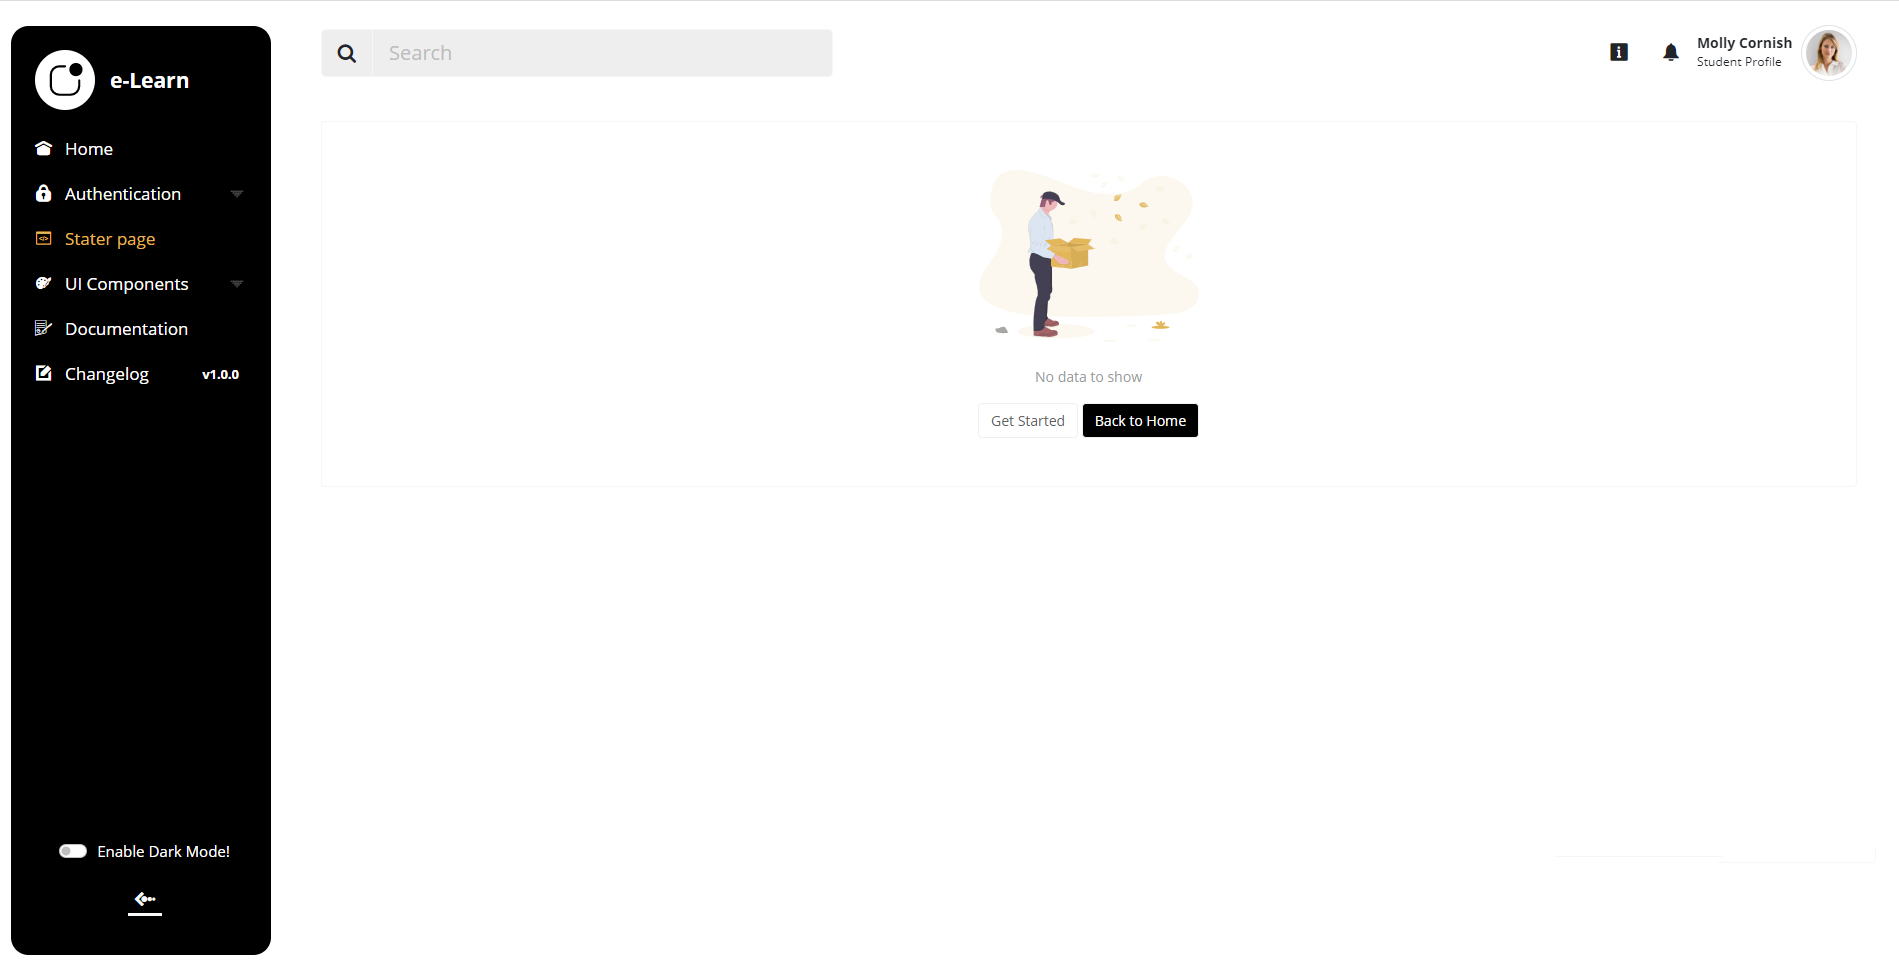 e-Learn
Home
Authentication
Stater page
UI Components
Documentation
Changelog v1.0.0
Enable Dark Mode!
Search
Molly Cornish
Student Profile
No data to show
Get Started Back to Home